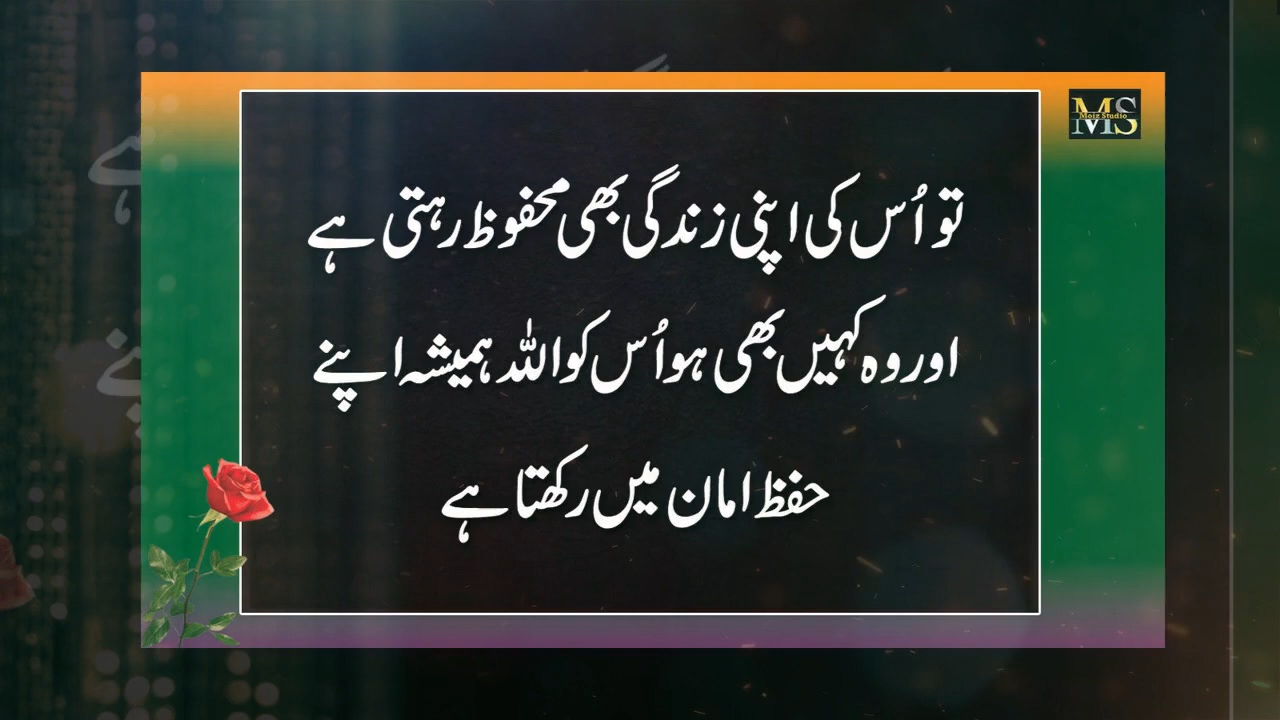 MS
Moiz Studio
تو اُس کی اپنی زندگی بھی محفوظ رہتی ہے
اور وہ کہیں بھی ہو اُس کو اللہ ہمیشہ اپنے
حفظ امان میں رکھتا ہے